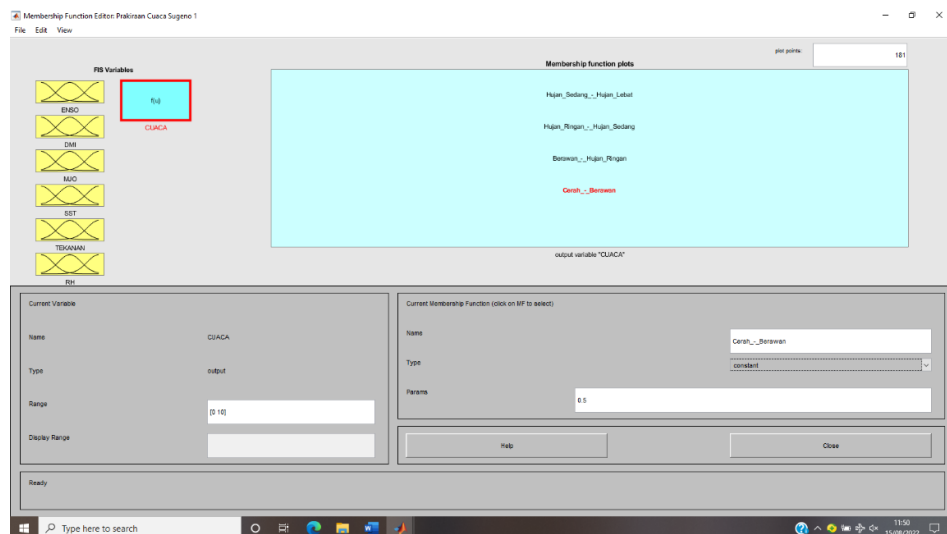 Membership Function Editor: Prakiraan Cuaca Sugeno 1
File Edit View
FIS Variables
ENSO
DMI
MJO
SST
TEKANAN
RH
f(u)
CUACA
plot points:
181
Membership function plots
Hujan_Sedang_-_Hujan_Lebat
Hujan_Ringan_-_Hujan_Sedang
Berawan_-_Hujan_Ringan
Cerah_-_Berawan
output variable "CUACA"
Current Variable
Name CUACA
Type output
Range [0 10]
Display Range
Current Membership Function (click on MF to select)
Name Cerah_-_Berawan
Type constant
Params 0.5
Help Close
Ready
Type here to search
11:50
15/08/2022